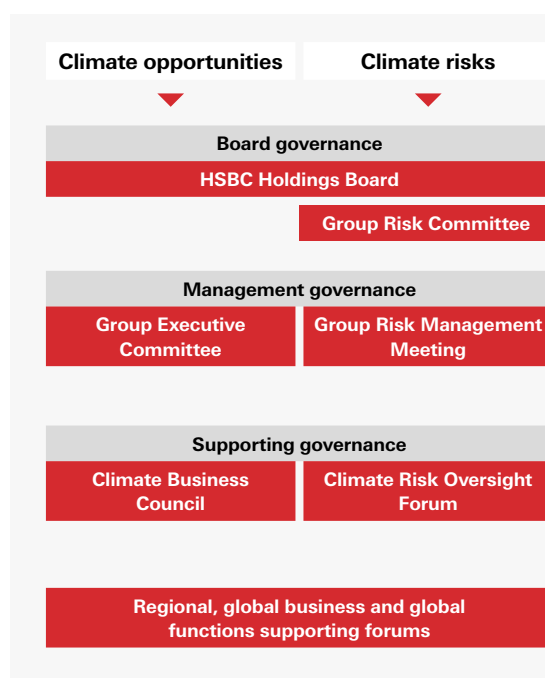 Climate opportunities
Climate risks
Board governance
HSBC Holdings Board
Group Risk Committee
Management governance
Group Executive
Committee
Group Risk Management
Meeting
Supporting governance
Climate Business
Council
Climate Risk Oversight
Forum
Regional, global business and global
functions supporting forums